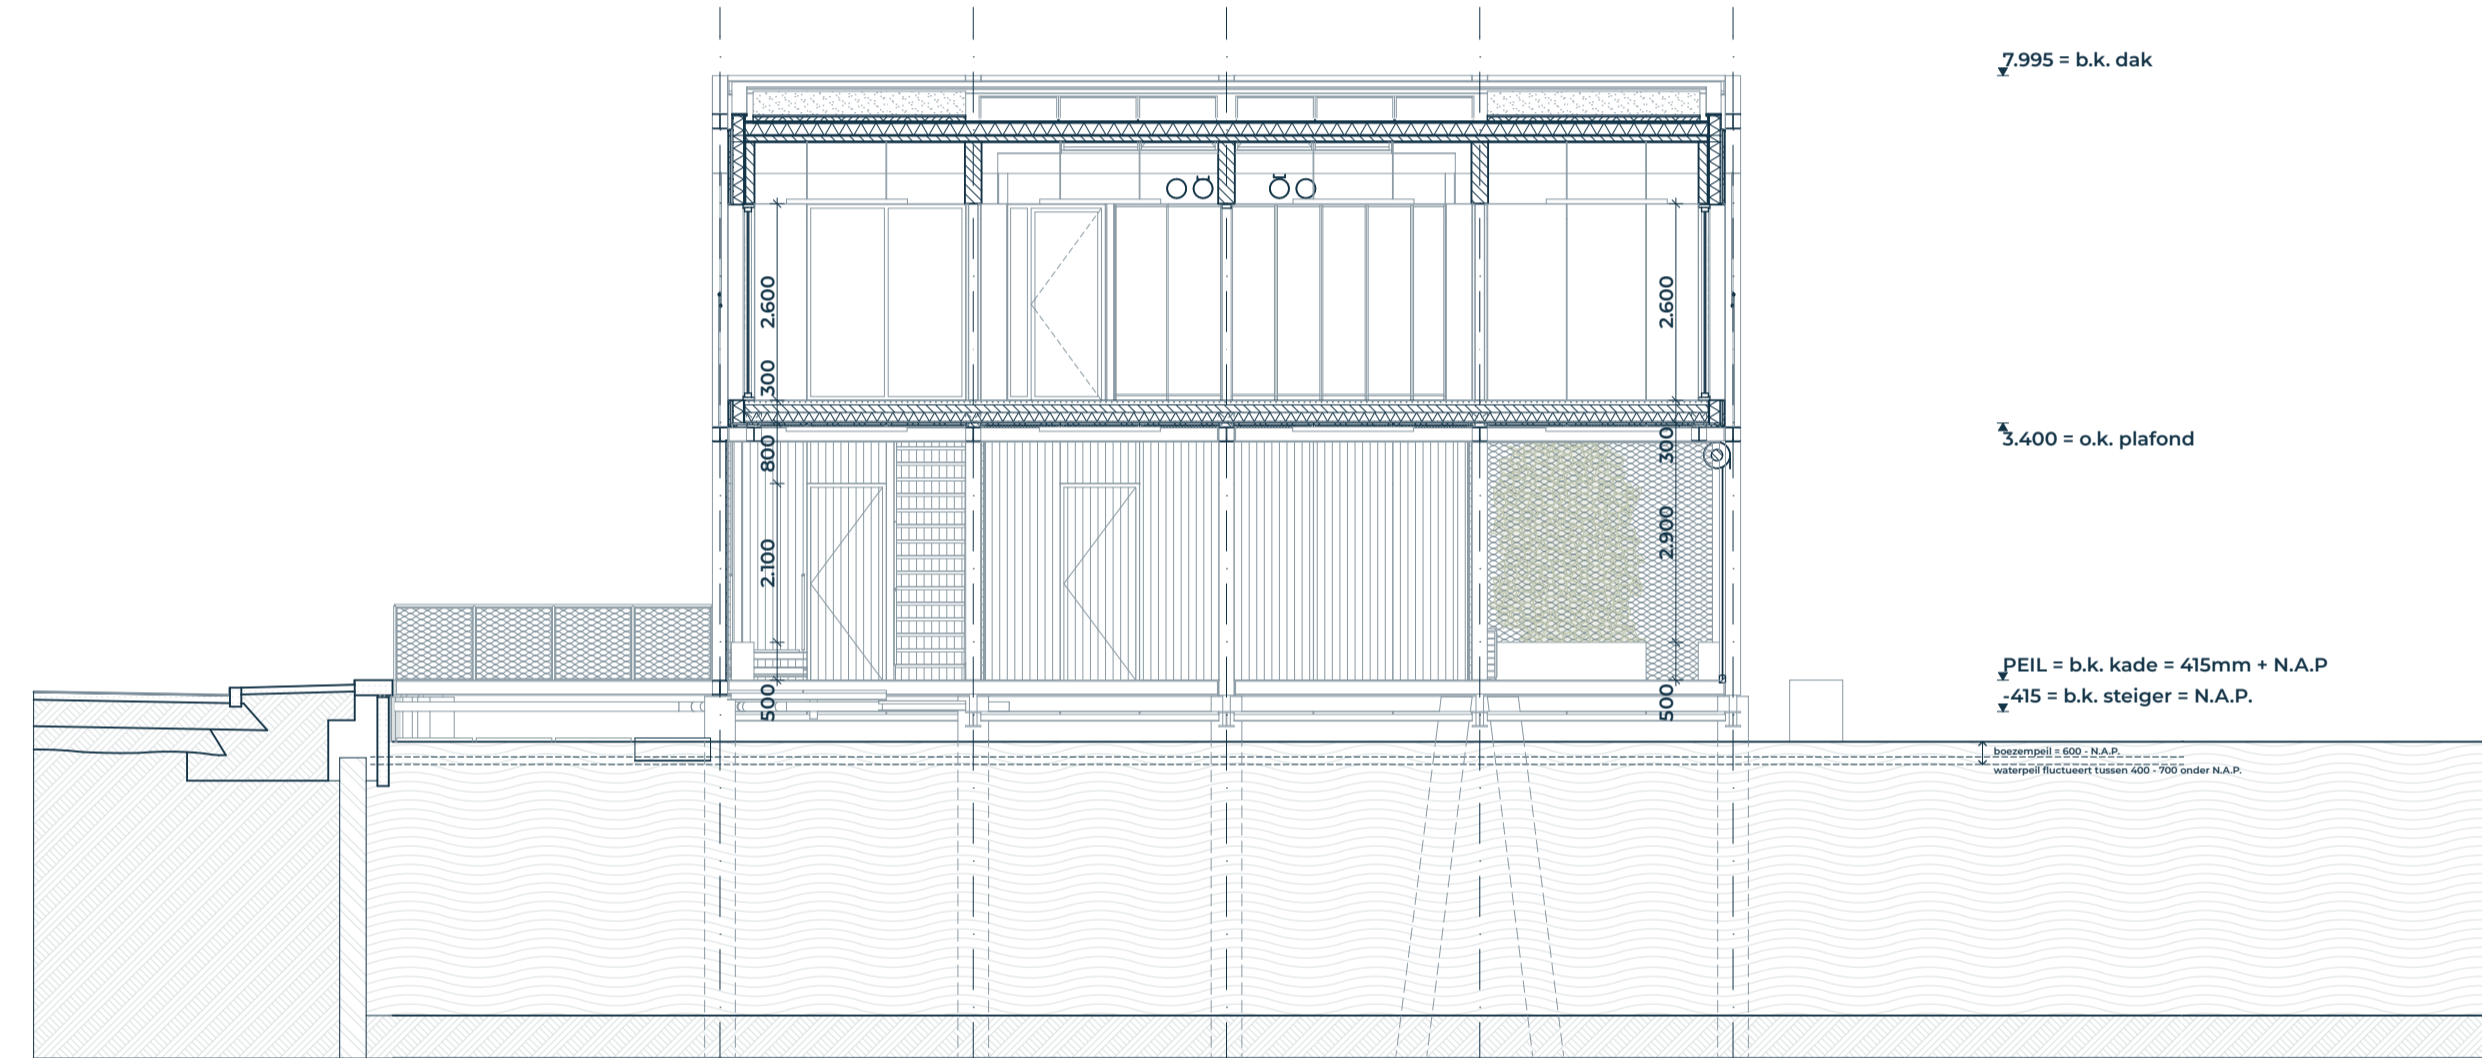 7.995 = b.k. dak
2.600
2.600
300
3.400 = o.k. plafond
800
300
2.100
2.900
PEIL = b.k. kade = 415mm + N.A.P
-415 = b.k. steiger = N.A.P.
500
500
boezempeil = 600 - N.A.P.
waterpeil fluctueert tussen 400 - 700 onder N.A.P.